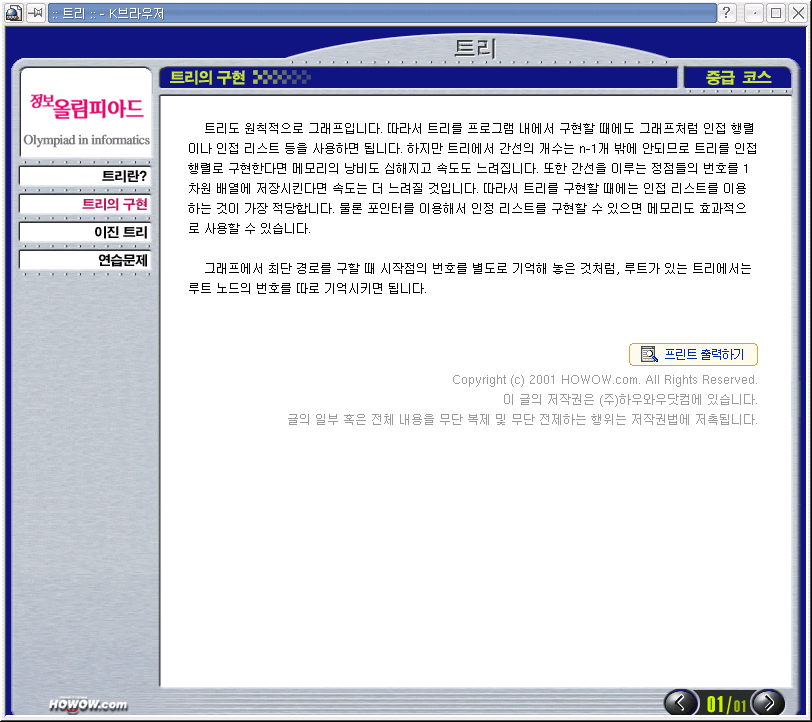 :: 트리 :: - K브라우저
트리
트리의 구현
중급 코스
정보올림피아드
Olympiad in informatics
트리란?
트리의 구현
이진 트리
연습문제
트리도 원칙적으로 그래프입니다. 따라서 트리를 프로그램 내에서 구현할 때에도 그래프처럼 인접 행렬
이나 인접 리스트 등을 사용하면 됩니다. 하지만 트리에서 간선의 개수는 n-1개 밖에 안되므로 트리를 인접
행렬로 구현한다면 메모리의 낭비도 심해지고 속도도 느려집니다. 또한 간선을 이루는 정점들의 번호를 1
차원 배열에 저장시킨다면 속도는 더 느려질 것입니다. 따라서 트리를 구현할 때에는 인접 리스트를 이용
하는 것이 가장 적당합니다. 물론 포인터를 이용해서 인정 리스트를 구현할 수 있으면 메모리도 효과적으
로 사용할 수 있습니다.
그래프에서 최단 경로를 구할 때 시작점의 번호를 별도로 기억해 놓은 것처럼, 루트가 있는 트리에서는
루트 노드의 번호를 따로 기억시키면 됩니다.
프린트 출력하기
Copyright (c) 2001 HOWOW.com. All Rights Reserved.
이 글의 저작권은 (주)하우와우닷컴에 있습니다.
글의 일부 혹은 전체 내용을 무단 복제 및 무단 전제하는 행위는 저작권법에 저촉됩니다.
HOWOW.com
01/01